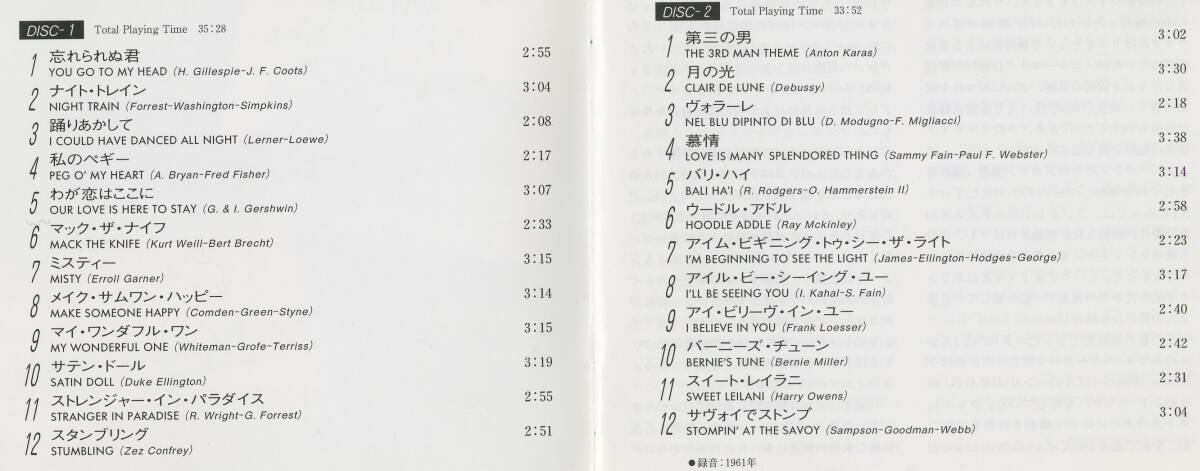 DISC-1 Total Playing Time 35:28
1 忘れられぬ君 2:55
YOU GO TO MY HEAD (H. Gillespie-J. F. Coots)
2 ナイト・トレイン 3:04
NIGHT TRAIN (Forrest-Washington-Simpkins)
3 踊りあかして 2:08
I COULD HAVE DANCED ALL NIGHT (Lerner-Loewe)
4 私のペギー 2:17
PEG O' MY HEART (A. Bryan-Fred Fisher)
5 わが恋はここに 3:07
OUR LOVE IS HERE TO STAY (G. & I. Gershwin)
6 マック・ザ・ナイフ 2:33
MACK THE KNIFE (Kurt Weill-Bert Brecht)
7 ミスティー 3:15
MISTY (Erroll Garner)
8 メイク・サムワン・ハッピー 3:14
MAKE SOMEONE HAPPY (Comden-Green-Styne)
9 マイ・ワンダフル・ワン 3:15
MY WONDERFUL ONE (Whiteman-Grofe-Terriss)
10 サテン・ドール 3:19
SATIN DOLL (Duke Ellington)
11 ストレンジャー・イン・パラダイス 2:55
STRANGER IN PARADISE (R. Wright-G. Forrest)
12 スタンブリング 2:51
STUMBLING (Zez Confrey)
DISC-2 Total Playing Time 33:52
1 第三の男 3:02
THE 3RD MAN THEME (Anton Karas)
2 月の光 3:30
CLAIR DE LUNE (Debussy)
3 ヴォラーレ 2:18
NEL BLU DIPINTO DI BLU (D. Modugno-F. Migliacci)
4 慕情 3:38
LOVE IS MANY SPLENDORED THING (Sammy Fain-Paul F. Webster)
5 バリ・ハイ 3:14
BALI HA'I (R. Rodgers-O. Hammerstein II)
6 ウードル・アドル 2:58
HOODLE ADDLE (Ray Mckinley)
7 アイム・ビギニング・トゥ・シー・ザ・ライト 2:23
I'M BEGINNING TO SEE THE LIGHT (James-Ellington-Hodges-George)
8 アイル・ビー・シーイング・ユー 3:17
I'LL BE SEEING YOU (I. Kahal-S. Fain)
9 アイ・ビリーヴ・イン・ユー 2:40
I BELIEVE IN YOU (Frank Loesser)
10 バーニーズ・チューン 2:42
BERNIE'S TUNE (Bernie Miller)
11 スイート・レイラニ 2:31
SWEET LEILANI (Harry Owens)
12 サヴォイでストンプ 3:04
STOMPIN' AT THE SAVOY (Sampson-Goodman-Webb)
●録音:1961年